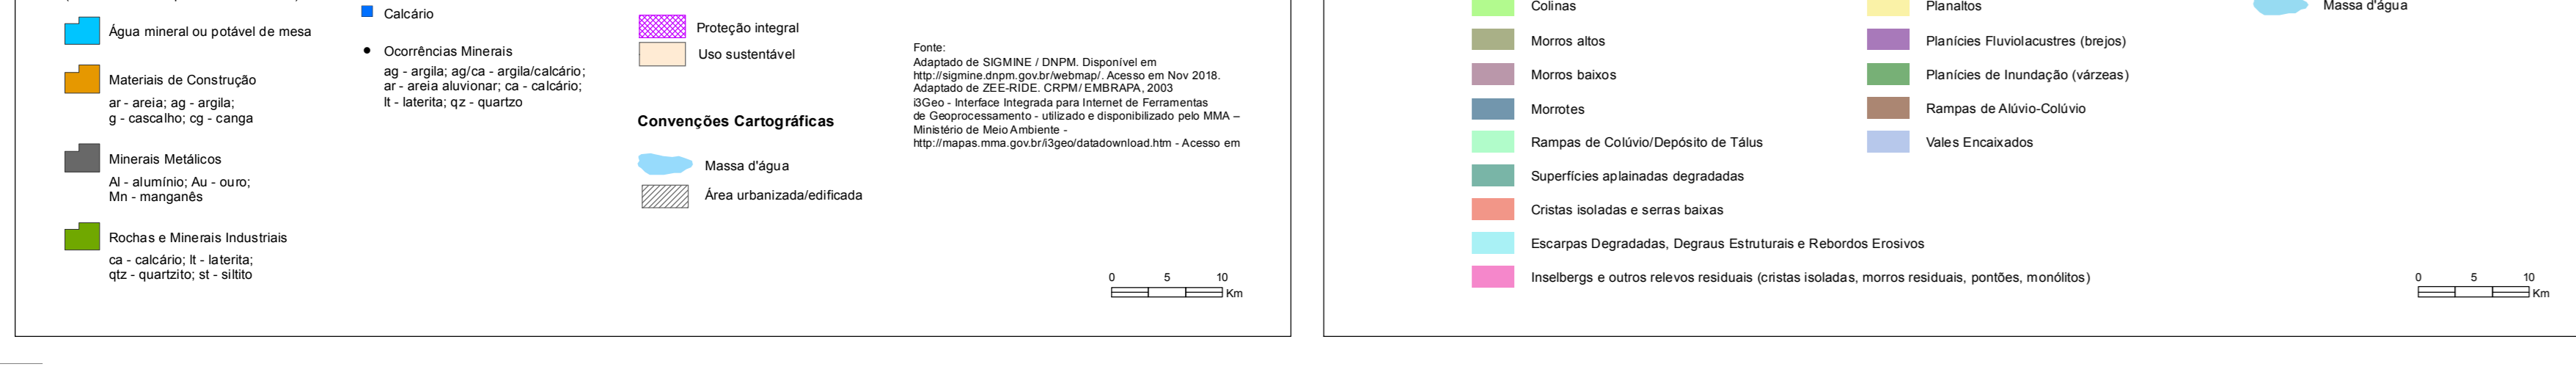 Água mineral ou potável de mesa
Materiais de Construção
ar - areia; ag - argila;
g - cascalho; cg - canga
Minerais Metálicos
Al - alumínio; Au - ouro;
Mn - manganês
Rochas e Minerais Industriais
ca - calcário; lt - laterita;
qtz - quartzito; st - siltito
Calcário
Ocorrências Minerais
ag - argila; ag/ca - argila/calcário;
ar - areia aluvionar; ca - calcário;
lt - laterita; qz - quartzo
Proteção integral
Uso sustentável
Convenções Cartográficas
Massa d'água
Área urbanizada/edificada
Fonte:
Adaptado de SIGMINE / DNPM. Disponível em
http://sigmine.dnpm.gov.br/webmap/. Acesso em Nov 2018.
Adaptado de ZEE-RIDE. CRPM/ EMBRAPA, 2003
i3Geo - Interface Integrada para Internet de Ferramentas
de Geoprocessamento - utilizado e disponibilizado pelo MMA –
Ministério de Meio Ambiente -
http://mapas.mma.gov.br/i3geo/datadownload.htm - Acesso em
0 5 10
Km
Colinas
Morros altos
Morros baixos
Morrotes
Rampas de Colúvio/Depósito de Tálus
Superfícies aplainadas degradadas
Cristas isoladas e serras baixas
Escarpas Degradadas, Degraus Estruturais e Rebordos Erosivos
Inselbergs e outros relevos residuais (cristas isoladas, morros residuais, pontões, monólitos)
Planaltos
Planícies Fluviolacustres (brejos)
Planícies de Inundação (várzeas)
Rampas de Alúvio-Colúvio
Vales Encaixados
Massa d'água
0 5 10
Km